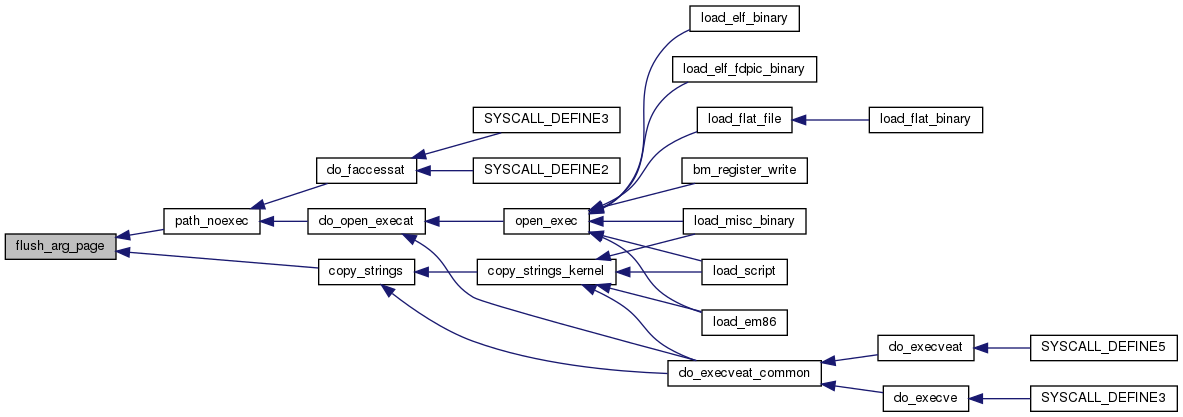 load_elf_binary
load_elf_fdpic_binary
load_flat_file
load_flat_binary
SYSCALL_DEFINE3
do_faccessat
SYSCALL_DEFINE2
bm_register_write
path_noexec
do_open_execat
open_exec
load_misc_binary
flush_arg_page
copy_strings
copy_strings_kernel
load_script
load_em86
do_execveat
SYSCALL_DEFINE5
do_execveat_common
do_execve
SYSCALL_DEFINE3